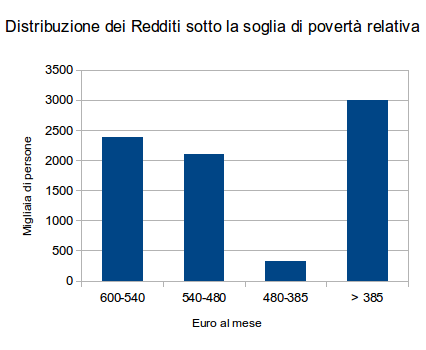 Distribuzione dei Redditi sotto la soglia di povertà relativa
3500
3000
2500
2000
1500
1000
500
0
Migliaia di persone
600-540 540-480 480-385 > 385
Euro al mese